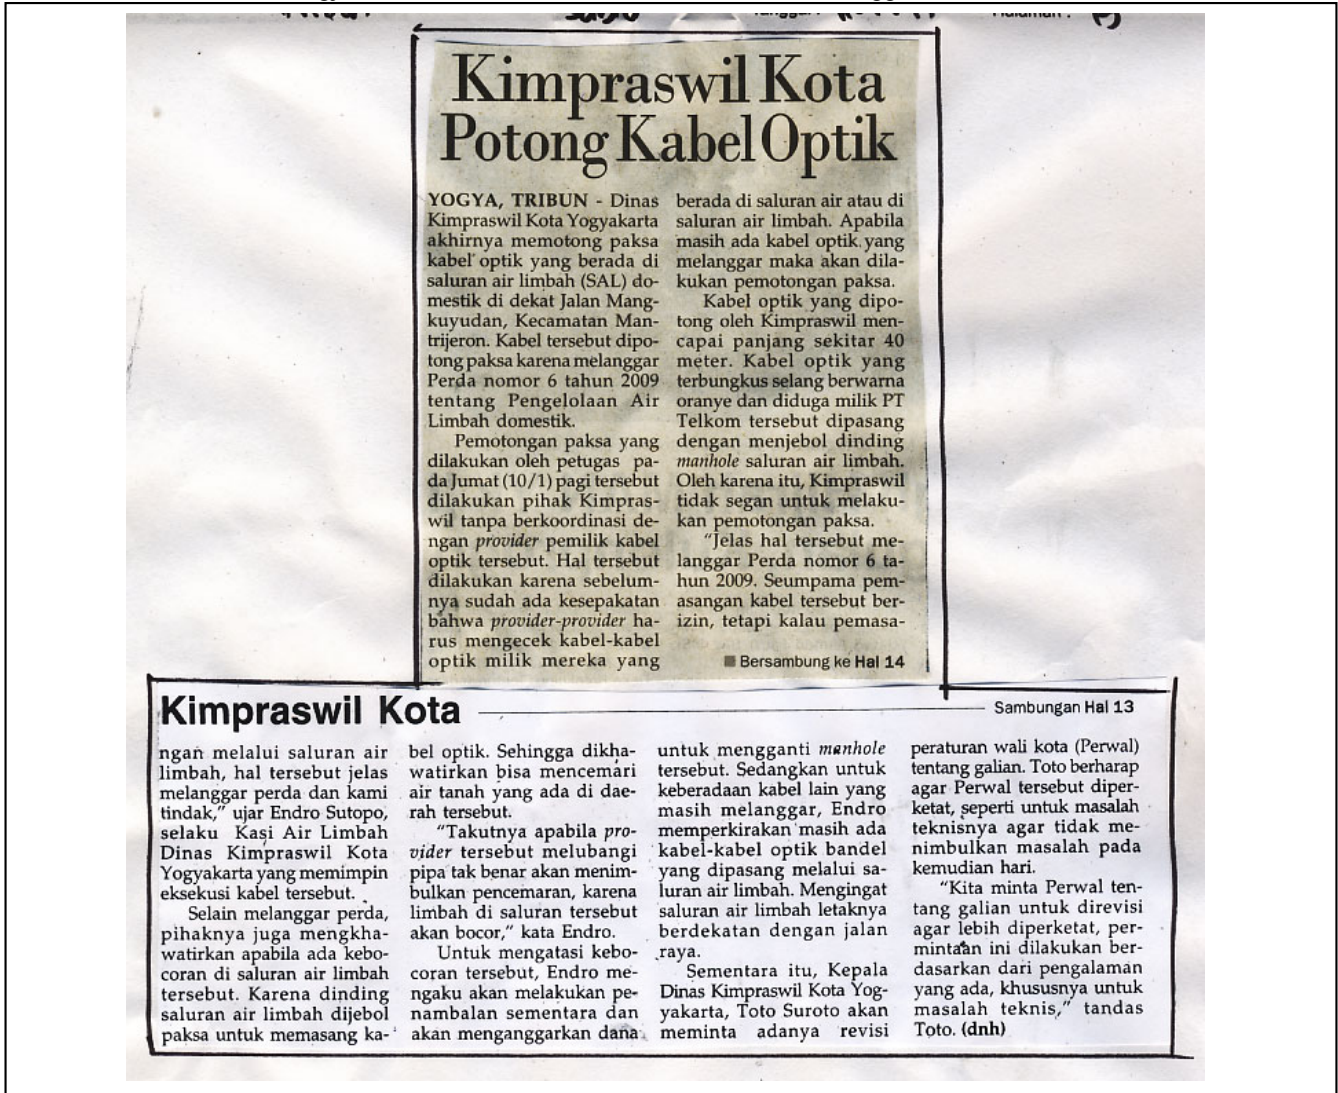 Kimpraswil Kota
Potong Kabel Optik
YOGYA, TRIBUN - Dinas
Kimpraswil Kota Yogyakarta
akhirnya memotong paksa
kabel optik yang berada di
saluran air limbah (SAL) do-
mestik di dekat Jalan Mang-
kuyudan, Kecamatan Man-
trijeron. Kabel tersebut dipo-
tong paksa karena melanggar
Perda nomor 6 tahun 2009
tentang Pengelolaan Air
Limbah domestik.
Pemotongan paksa yang
dilakukan oleh petugas pa-
da Jumat (10/1) pagi tersebut
dilakukan pihak Kimpras-
wil tanpa berkoordinasi de-
ngan provider pemilik kabel
optik tersebut. Hal tersebut
dilakukan karena sebelum-
nya sudah ada kesepakatan
bahwa provider-provider ha-
rus mengecek kabel-kabel
optik milik mereka yang
berada di saluran air atau di
saluran air limbah. Apabila
masih ada kabel optik yang
melanggar maka akan dila-
kukan pemotongan paksa.
Kabel optik yang dipo-
tong oleh Kimpraswil men-
capai panjang sekitar 40
meter. Kabel optik yang
terbungkus selang berwarna
oranye dan diduga milik PT
Telkom tersebut dipasang
dengan menjebol dinding
manhole saluran air limbah.
Oleh karena itu, Kimpraswil
tidak segan untuk melaku-
kan pemotongan paksa.
"Jelas hal tersebut me-
langgar Perda nomor 6 ta-
hun 2009. Seumpama pem-
asangan kabel tersebut ber-
izin, tetapi kalau pemasa-
■ Bersambung ke Hal 14
Kimpraswil Kota
Sambungan Hal 13
ngan melalui saluran air
limbah, hal tersebut jelas
melanggar perda dan kami
tindak," ujar Endro Sutopo,
selaku Kasi Air Limbah
Dinas Kimpraswil Kota
Yogyakarta yang memimpin
eksekusi kabel tersebut.
Selain melanggar perda,
pihaknya juga mengkha-
watirkan apabila ada kebo-
coran di saluran air limbah
tersebut. Karena dinding
saluran air limbah dijebol
paksa untuk memasang ka-
bel optik. Sehingga dikha-
watirkan bisa mencemari
air tanah yang ada di dae-
rah tersebut.
"Takutnya apabila pro-
vider tersebut melubangi
pipa tak benar akan menim-
bulkan pencemaran, karena
limbah di saluran tersebut
akan bocor," kata Endro.
Untuk mengatasi kebo-
coran tersebut, Endro me-
ngaku akan melakukan pe-
nambalan sementara dan
akan menganggarkan dana
untuk mengganti manhole
tersebut. Sedangkan untuk
keberadaan kabel lain yang
masih melanggar, Endro
memperkirakan masih ada
kabel-kabel optik bandel
yang dipasang melalui sa-
luran air limbah. Mengingat
saluran air limbah letaknya
berdekatan dengan jalan
raya.
Sementara itu, Kepala
Dinas Kimpraswil Kota Yog-
yakarta, Toto Suroto akan
meminta adanya revisi
peraturan wali kota (Perwal)
tentang galian. Toto berharap
agar Perwal tersebut diper-
ketat, seperti untuk masalah
teknisnya agar tidak me-
nimbulkan masalah pada
kemudian hari.
"Kita minta Perwal ten-
tang galian untuk direvisi
agar lebih diperketat, per-
mintaan ini dilakukan ber-
dasarkan dari pengalaman
yang ada, khususnya untuk
masalah teknis," tandas
Toto. (dnh)